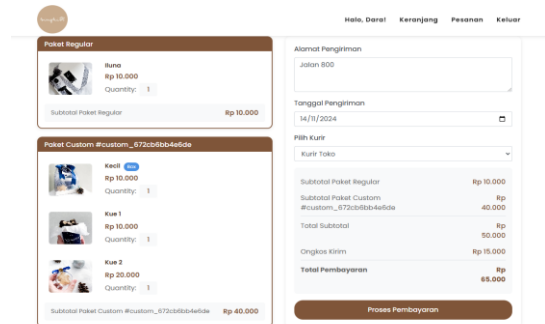 Halo, Dara! Keranjang Pesanan Keluar
Paket Regular
Iluna
Rp 10.000
Quantity: 1
Subtotal Paket Regular Rp 10.000
Paket Custom #custom_672cb6bb4e6de
Kecil
Rp 10.000
Quantity: 1
Kue 1
Rp 10.000
Quantity: 1
Kue 2
Rp 20.000
Quantity: 1
Subtotal Paket Custom #custom_672cb6bb4e6de Rp 40.000
Alamat Pengiriman
Jalan 800
Tanggal Pengiriman
14/11/2024
Pilih Kurir
Kurir Toko
Subtotal Paket Regular Rp 10.000
Subtotal Paket Custom Rp
#custom_672cb6bb4e6de 40.000
Total Subtotal Rp
50.000
Ongkos Kirim Rp 15.000
Total Pembayaran Rp
65.000
Proses Pembayaran